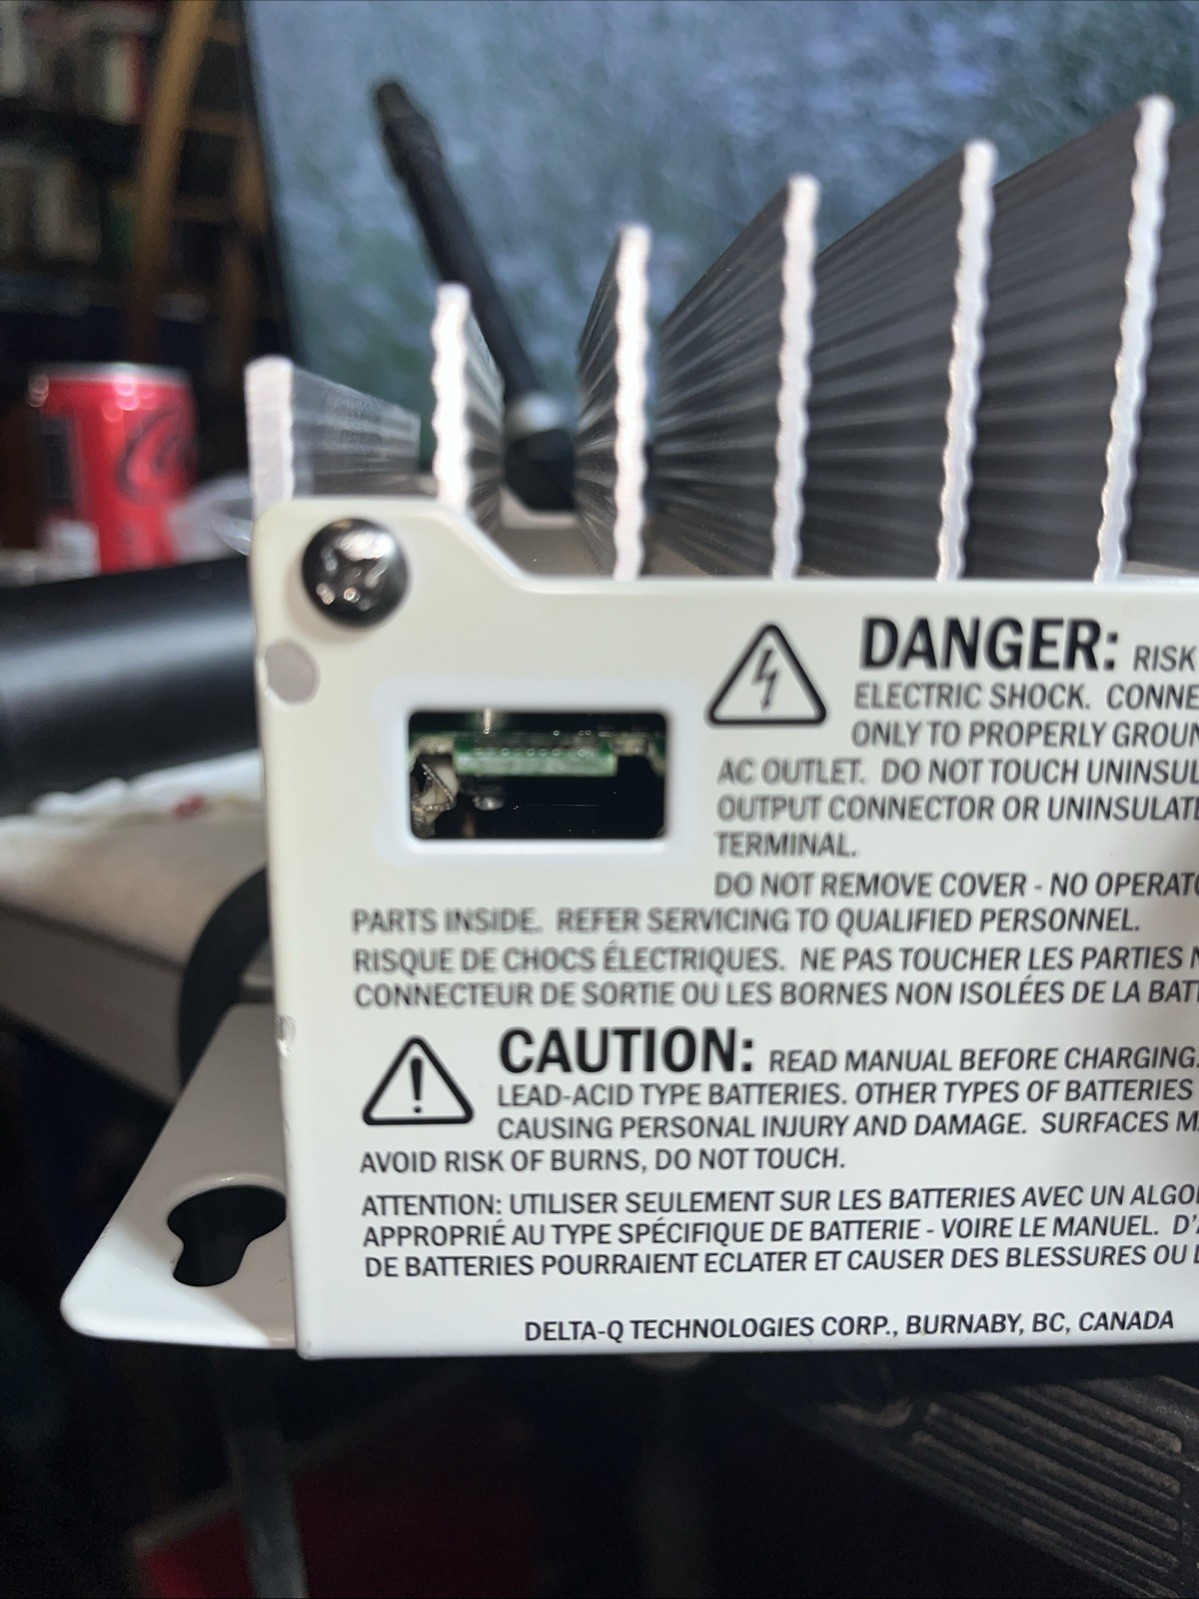 DANGER: RISK
ELECTRIC SHOCK. CONNE
ONLY TO PROPERLY GROUN
AC OUTLET. DO NOT TOUCH UNINSUL
OUTPUT CONNECTOR OR UNINSULATE
TERMINAL.
DO NOT REMOVE COVER - NO OPERATO
PARTS INSIDE. REFER SERVICING TO QUALIFIED PERSONNEL.
RISQUE DE CHOCS ÉLECTRIQUES. NE PAS TOUCHER LES PARTIES N
CONNECTEUR DE SORTIE OU LES BORNES NON ISOLÉES DE LA BATT
CAUTION: READ MANUAL BEFORE CHARGING.
LEAD-ACID TYPE BATTERIES. OTHER TYPES OF BATTERIES
CAUSING PERSONAL INJURY AND DAMAGE. SURFACES MA
AVOID RISK OF BURNS, DO NOT TOUCH.
ATTENTION: UTILISER SEULEMENT SUR LES BATTERIES AVEC UN ALGO
APPROPRIÉ AU TYPE SPÉCIFIQUE DE BATTERIE - VOIRE LE MANUEL. D'
DE BATTERIES POURRAIENT ECLATER ET CAUSER DES BLESSURES OU
DELTA-Q TECHNOLOGIES CORP., BURNABY, BC, CANADA